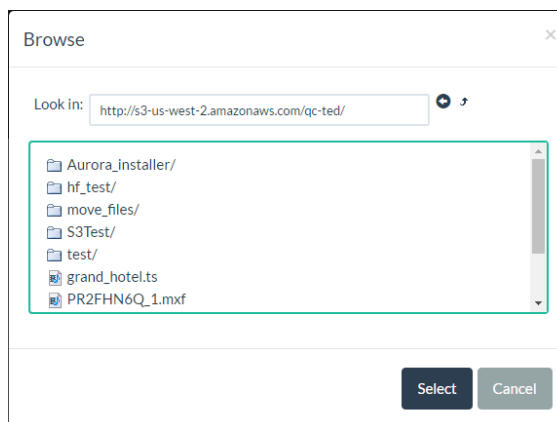 Browse
Look in: http://s3-us-west-2.amazonaws.com/qc-ted/
Aurora_installer/
hf_test/
move_files/
S3Test/
test/
grand_hotel.ts
PR2FHN6Q_1.mxf
Select Cancel